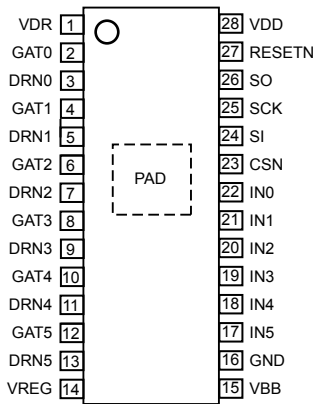 VDR 1 28 VDD
GAT0 2 27 RESETN
DRN0 3 26 SO
GAT1 4 25 SCK
DRN1 5 24 SI
GAT2 6 23 CSN
DRN2 7 PAD 22 IN0
GAT3 8 21 IN1
DRN3 9 20 IN2
GAT4 10 19 IN3
DRN4 11 18 IN4
GAT5 12 17 IN5
DRN5 13 16 GND
VREG 14 15 VBB